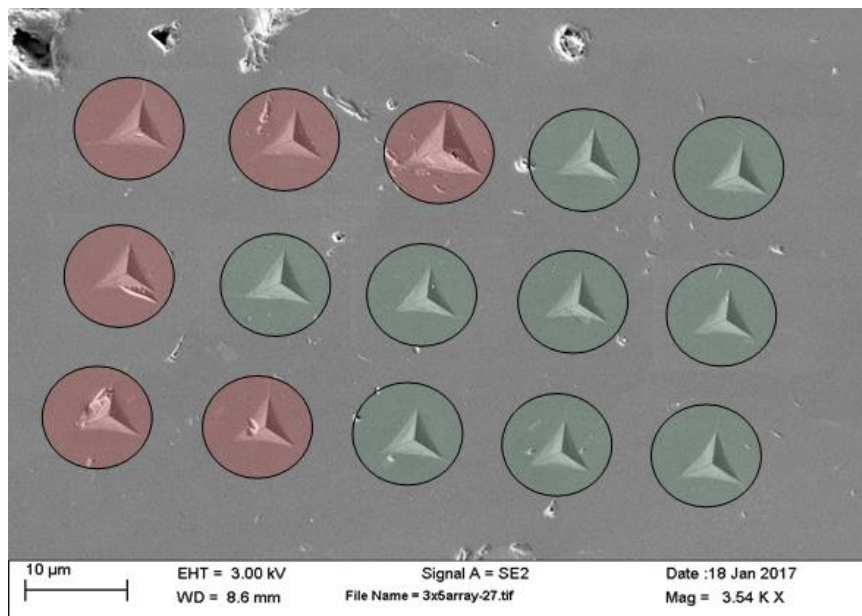 10 µm
EHT = 3.00 kV
Signal A = SE2
Date :18 Jan 2017
WD = 8.6 mm
File Name = 3x5array-27.tif
Mag = 3.54 K X